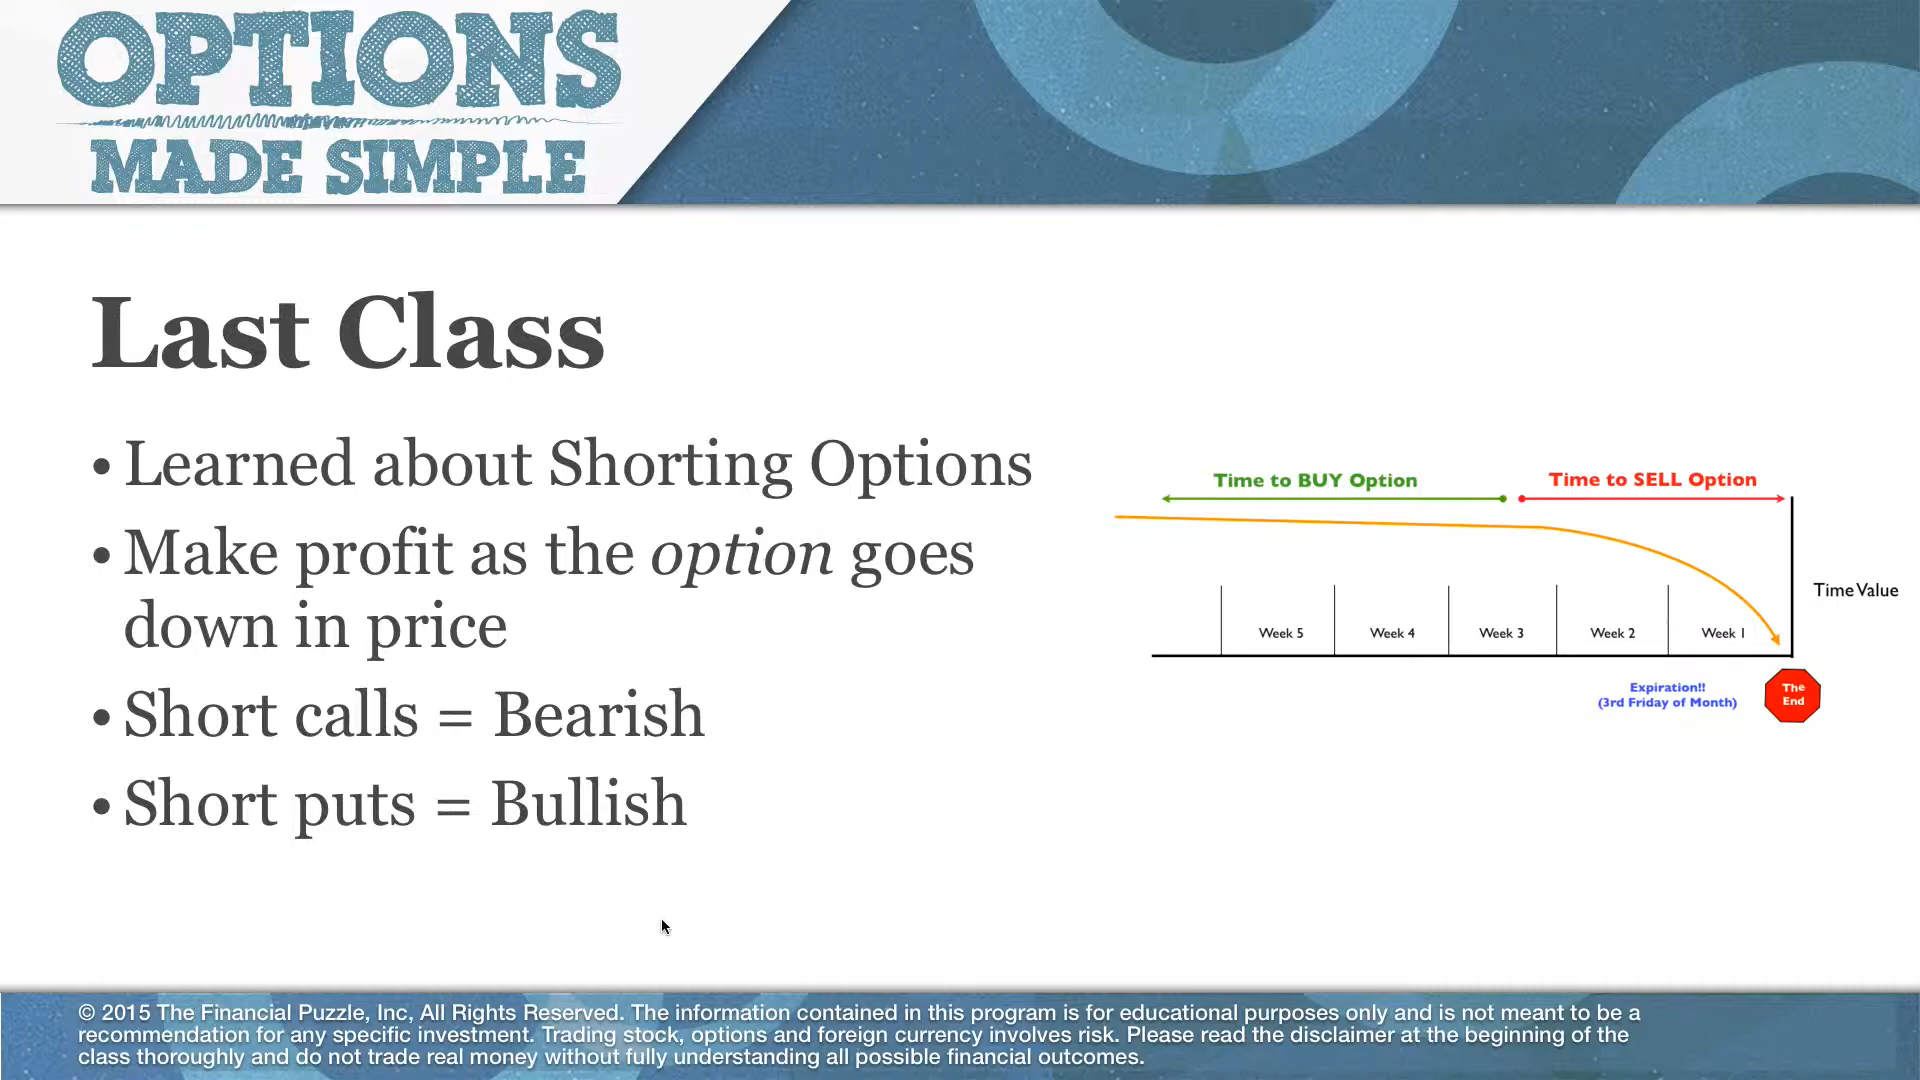 OPTIONS
MADE SIMPLE
Last Class
• Learned about Shorting Options
• Make profit as the option goes
down in price
• Short calls = Bearish
• Short puts = Bullish
Time to BUY Option
Time to SELL Option
Time Value
Week 5
Week 4
Week 3
Week 2
Week 1
Expiration!!
(3rd Friday of Month)
The
End
© 2015 The Financial Puzzle, Inc, All Rights Reserved. The information contained in this program is for educational purposes only and is not meant to be a
recommendation for any specific investment. Trading stock, options and foreign currency involves risk. Please read the disclaimer at the beginning of the
class thoroughly and do not trade real money without fully understanding all possible financial outcomes.